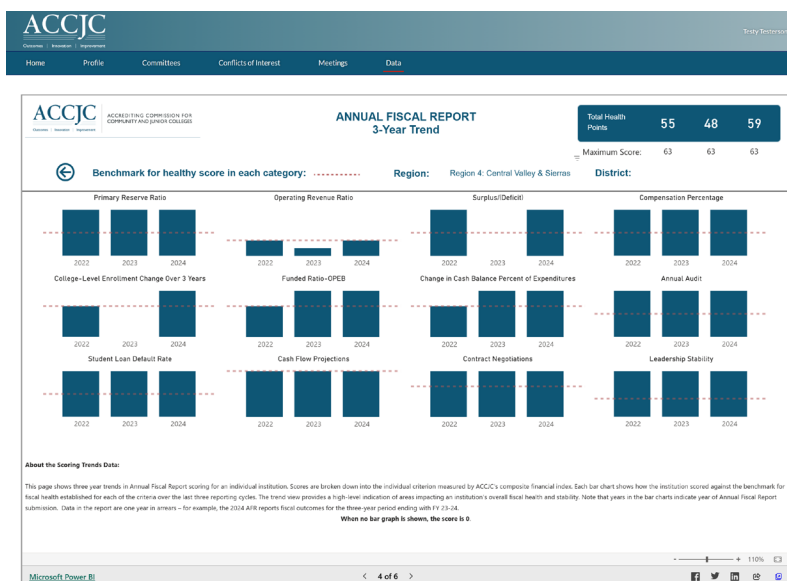 ACCJC
Outcomes | Innovation | Improvement
Testy Testerson
Home Profile Committees Conflicts of Interest Meetings Data
ACCJC
Outcomes | Innovation | Improvement
ACCREDITING COMMISSION FOR
COMMUNITY AND JUNIOR COLLEGES
ANNUAL FISCAL REPORT
3-Year Trend
Total Health
Points
55 48 59
Maximum Score: 63 63 63
Benchmark for healthy score in each category:
Region: Region 4: Central Valley & Sierras District:
Primary Reserve Ratio Operating Revenue Ratio Surplus/(Deficit) Compensation Percentage
2022 2023 2024 2022 2023 2024 2022 2023 2024 2022 2023 2024
College-Level Enrollment Change Over 3 Years Funded Ratio-OPEB Change in Cash Balance Percent of Expenditures Annual Audit
2022 2023 2024 2022 2023 2024 2022 2023 2024 2022 2023 2024
Student Loan Default Rate Cash Flow Projections Contract Negotiations Leadership Stability
2022 2023 2024 2022 2023 2024 2022 2023 2024 2022 2023 2024
About the Scoring Trends Data:
This page shows three year trends in Annual Fiscal Report scoring for an individual institution. Scores are broken down into the individual criterion measured by ACCJC's composite financial index. Each bar chart shows how the institution scored against the benchmark for
fiscal health established for each of the criteria over the last three reporting cycles. The trend view provides a high-level indication of areas impacting an institution's overall fiscal health and stability. Note that years in the bar charts indicate year of Annual Fiscal Report
submission. Data in the report are one year in arrears – for example, the 2024 AFR reports fiscal outcomes for the three-year period ending with FY 23-24.
When no bar graph is shown, the score is 0.
- + 110%
Microsoft Power BI < 4 of 6 >